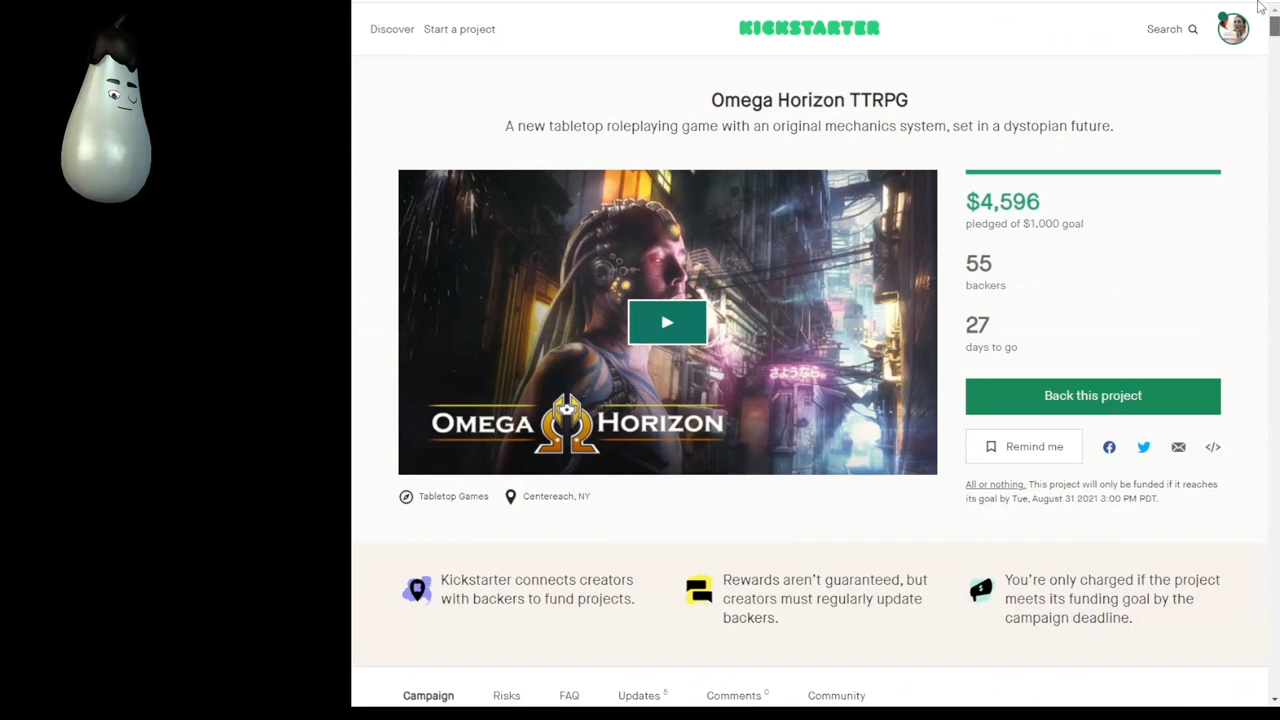 Discover Start a project
KICKSTARTER
Search
Omega Horizon TTRPG
A new tabletop roleplaying game with an original mechanics system, set in a dystopian future.
さようなら。
OMEGA HORIZON
$4,596
pledged of $1,000 goal
55
backers
27
days to go
Back this project
Remind me
</>
All or nothing. This project will only be funded if it reaches
its goal by Tue, August 31 2021 3:00 PM PDT.
Tabletop Games Centereach, NY
Kickstarter connects creators
with backers to fund projects.
Rewards aren't guaranteed, but
creators must regularly update
backers.
You're only charged if the project
meets its funding goal by the
campaign deadline.
Campaign Risks FAQ Updates 5 Comments 0 Community